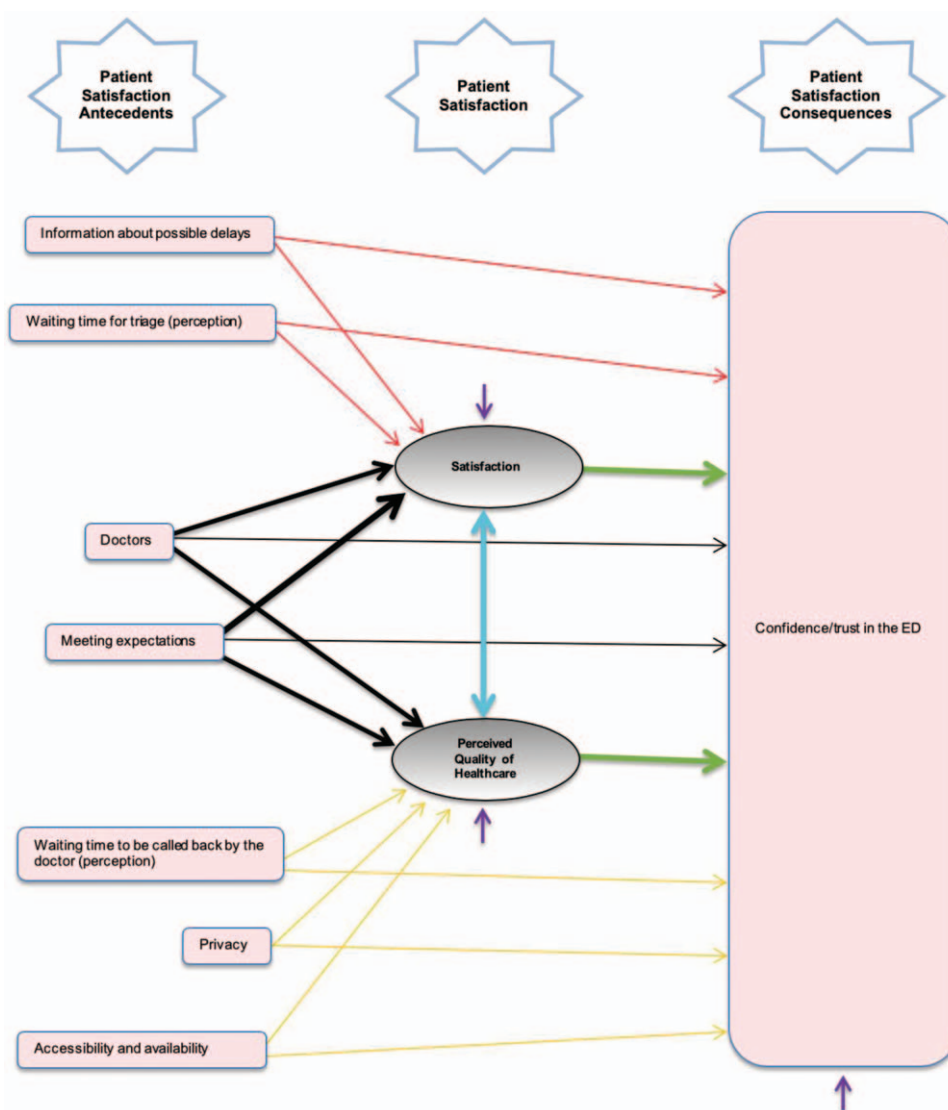 Patient
Satisfaction
Antecedents
Patient
Satisfaction
Patient
Satisfaction
Consequences
Information about possible delays
Waiting time for triage (perception)
Satisfaction
Doctors
Meeting expectations
Confidence/trust in the ED
Perceived
Quality of
Healthcare
Waiting time to be called back by the
doctor (perception)
Privacy
Accessibility and availability